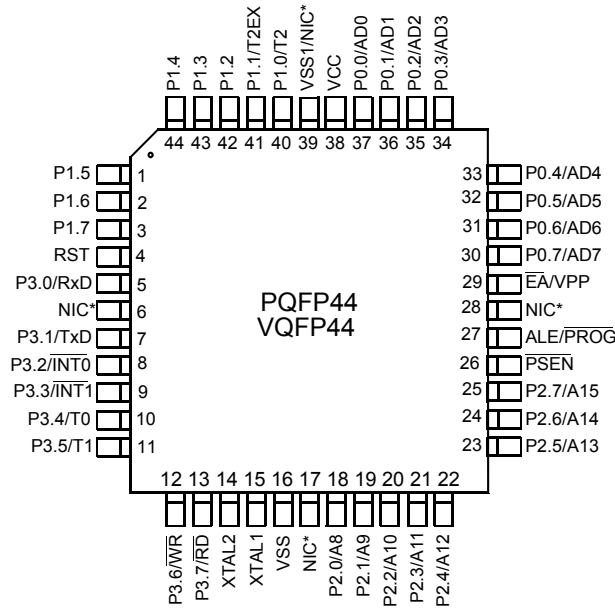 P1.4
P1.3
P1.2
P1.1/T2EX
P1.0/T2
VSS1/NIC*
VCC
P0.0/AD0
P0.1/AD1
P0.2/AD2
P0.3/AD3
44 43 42 41 40 39 38 37 36 35 34
P1.5 1
P1.6 2
P1.7 3
RST 4
P3.0/RxD 5
NIC* 6
P3.1/TxD 7
P3.2/INT0 8
P3.3/INT1 9
P3.4/T0 10
P3.5/T1 11
PQFP44
VQFP44
33 P0.4/AD4
32 P0.5/AD5
31 P0.6/AD6
30 P0.7/AD7
29 EA/VPP
28 NIC*
27 ALE/PROG
26 PSEN
25 P2.7/A15
24 P2.6/A14
23 P2.5/A13
12 13 14 15 16 17 18 19 20 21 22
P3.6/WR
P3.7/RD
XTAL2
XTAL1
VSS
NIC*
P2.0/A8
P2.1/A9
P2.2/A10
P2.3/A11
P2.4/A12